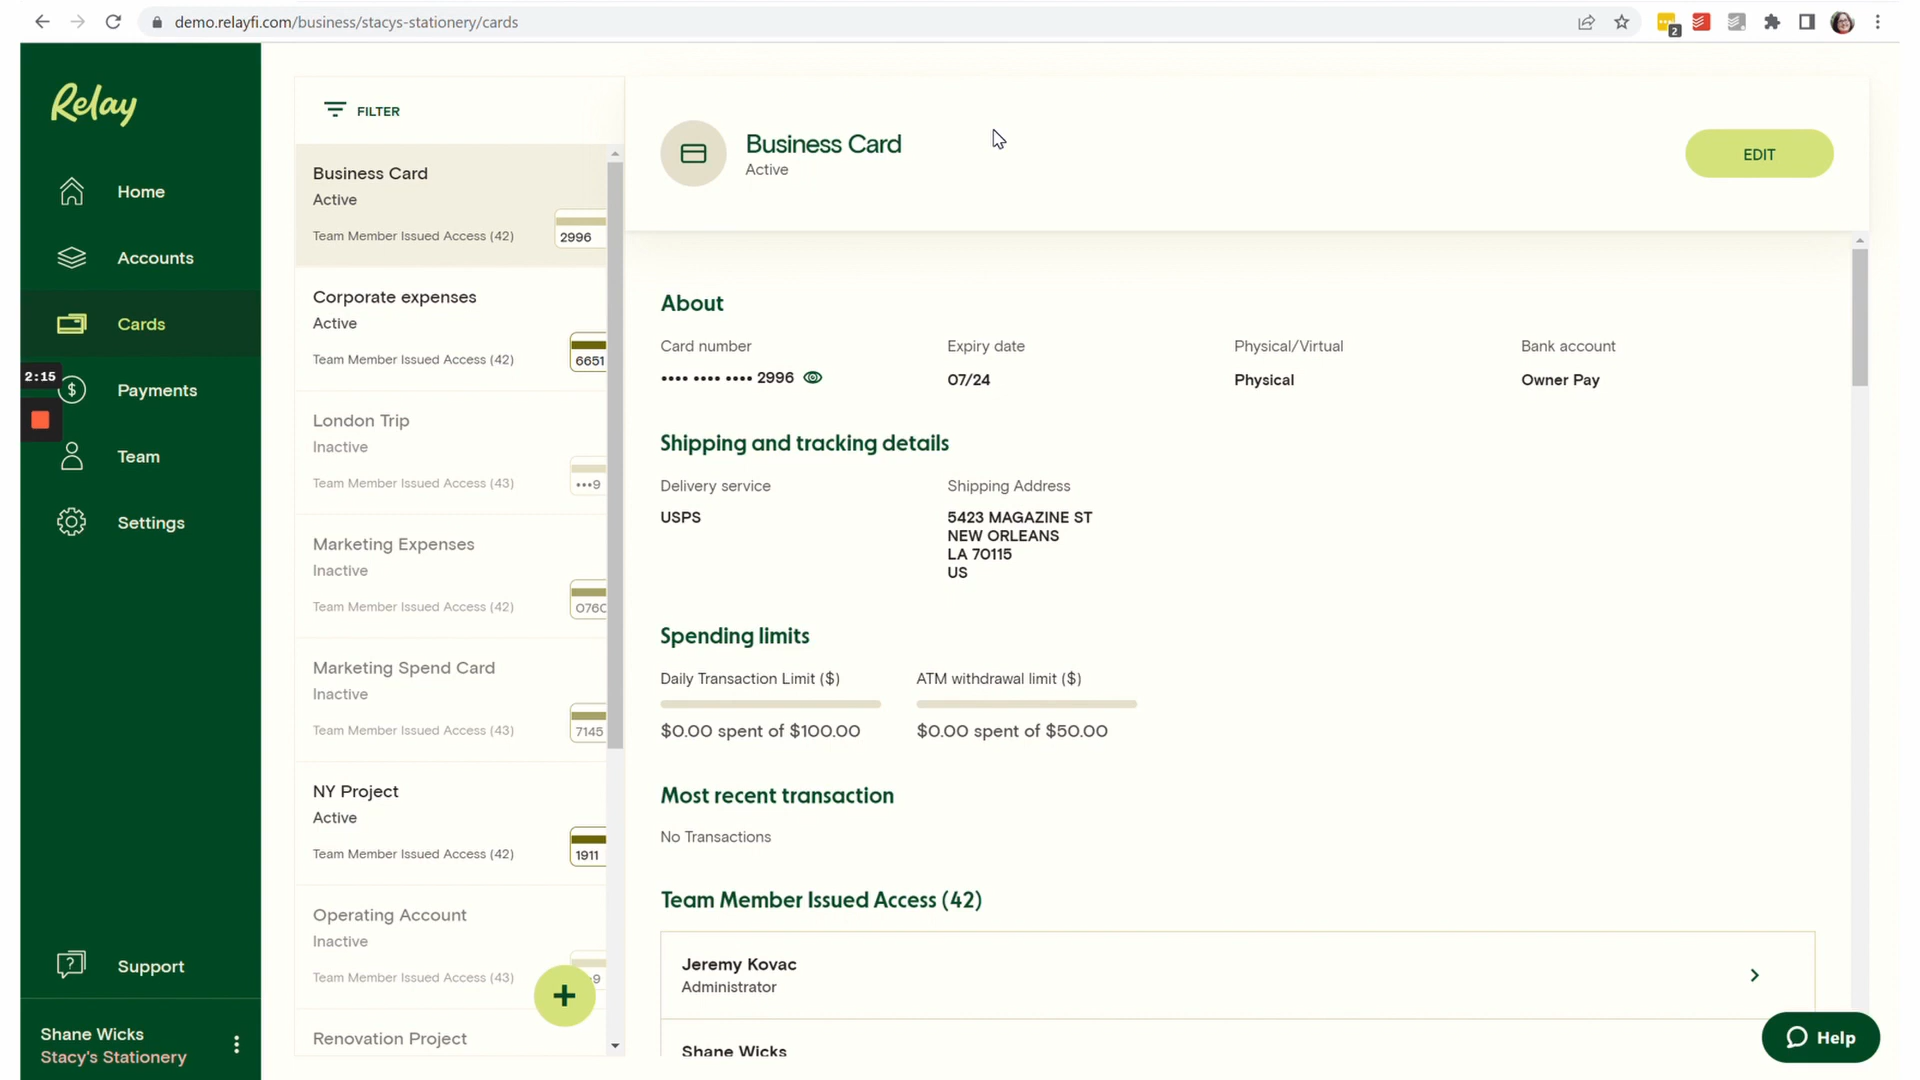 demo.relayfi.com/business/stacys-stationery/cards
2
Relay
Home
Accounts
Cards
2:15
Payments
Team
Settings
Support
Shane Wicks
Stacy's Stationery
FILTER
Business Card
Active
Team Member Issued Access (42)
2996
Corporate expenses
Active
Team Member Issued Access (42)
6651
London Trip
Inactive
Team Member Issued Access (43)
•••9
Marketing Expenses
Inactive
Team Member Issued Access (42)
0760
Marketing Spend Card
Inactive
Team Member Issued Access (43)
7145
NY Project
Active
Team Member Issued Access (42)
1911
Operating Account
Inactive
Team Member Issued Access (43)
9
Renovation Project
Business Card
Active
EDIT
About
Card number
Expiry date
Physical/Virtual
Bank account
•••• •••• •••• 2996
07/24
Physical
Owner Pay
Shipping and tracking details
Delivery service
Shipping Address
USPS
5423 MAGAZINE ST
NEW ORLEANS
LA 70115
US
Spending limits
Daily Transaction Limit ($)
ATM withdrawal limit ($)
$0.00 spent of $100.00
$0.00 spent of $50.00
Most recent transaction
No Transactions
Team Member Issued Access (42)
Jeremy Kovac
Administrator
Shane Wicks
Help